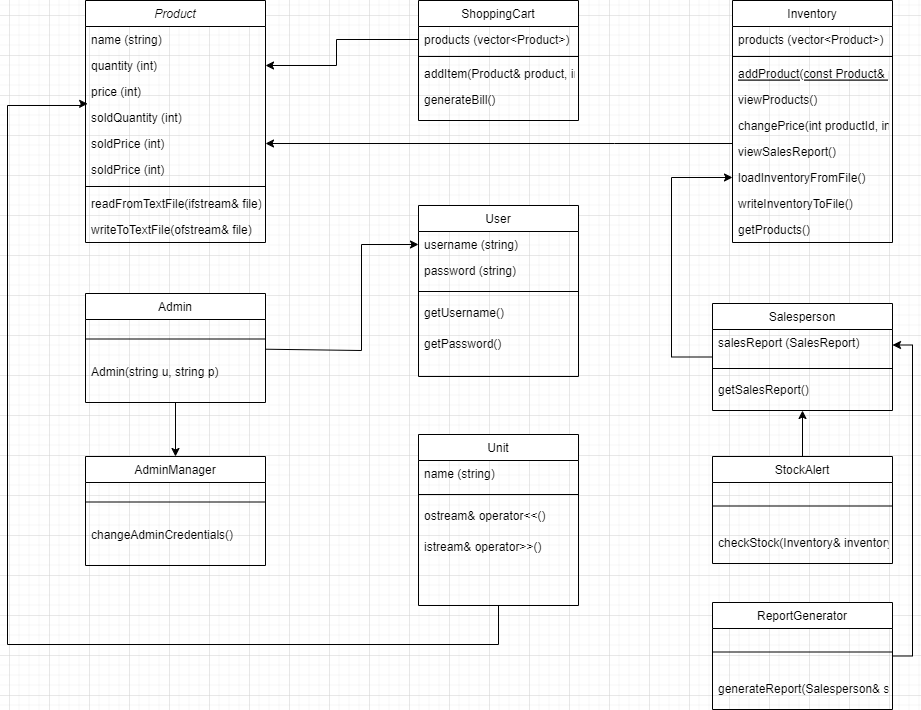 Product
name (string)
quantity (int)
price (int)
soldQuantity (int)
soldPrice (int)
soldPrice (int)
readFromTextFile(ifstream& file)
writeToTextFile(ofstream& file)
ShoppingCart
products (vector<Product>)
addItem(Product& product, i
generateBill()
Inventory
products (vector<Product>)
addProduct(const Product&
viewProducts()
changePrice(int productId, in
viewSalesReport()
loadInventoryFromFile()
writeInventoryToFile()
getProducts()
User
username (string)
password (string)
getUsername()
getPassword()
Admin
Admin(string u, string p)
AdminManager
changeAdminCredentials()
Unit
name (string)
ostream& operator<<()
istream& operator>>()
Salesperson
salesReport (SalesReport)
getSalesReport()
StockAlert
checkStock(Inventory& inventory
ReportGenerator
generateReport(Salesperson& s